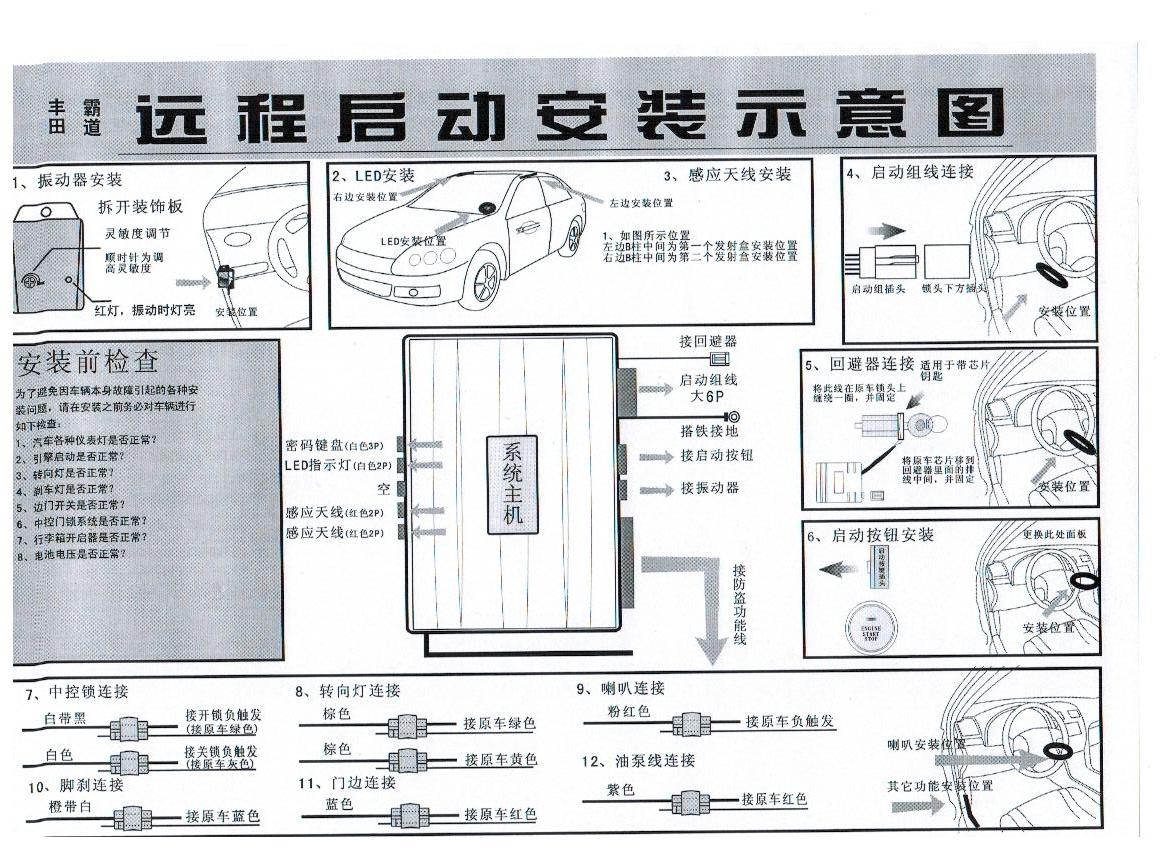 丰田 霸道 远程启动安装示意图
1、振动器安装
拆开装饰板
灵敏度调节
顺时针为调
高灵敏度
红灯，振动时灯亮
安装位置
2、LED安装
右边安装位置
LED安装位置
3、感应天线安装
左边安装位置
1、如图所示位置
左边B柱中间为第一个发射盒安装位置
右边B柱中间为第二个发射盒安装位置
4、启动组线连接
启动组插头
锁头下方插头
安装位置
安装前检查
为了避免因车辆本身故障引起的各种安
装问题，请在安装之前务必对车辆进行
如下检查：
1、汽车各种仪表灯是否正常？
2、引擎启动是否正常？
3、转向灯是否正常？
4、刹车灯是否正常？
5、边门开关是否正常？
6、中控门锁系统是否正常？
7、行李箱开启器是否正常？
8、电池电压是否正常？
密码键盘(白色3P)
LED指示灯(白色2P)
空
感应天线(红色2P)
感应天线(红色2P)
系统主机
接回避器
启动组线
大6P
搭铁接地
接启动按钮
接振动器
接防盗功能线
5、回避器连接 适用于带芯片
钥匙
将此线在原车锁头上
缠绕一圈，并固定
将原车芯片移到
回避器里面的排
线中间，并固定
安装位置
6、启动按钮安装
更换此处面板
启动按键插头
ENGINE
START
STOP
安装位置
7、中控锁连接
白带黑
接开锁负触发
(接原车绿色)
白色
接关锁负触发
(接原车灰色)
8、转向灯连接
棕色
接原车绿色
棕色
接原车黄色
9、喇叭连接
粉红色
接原车负触发
10、脚刹连接
橙带白
接原车蓝色
11、门边连接
蓝色
接原车红色
12、油泵线连接
紫色
接原车红色
喇叭安装位置
其它功能安装位置